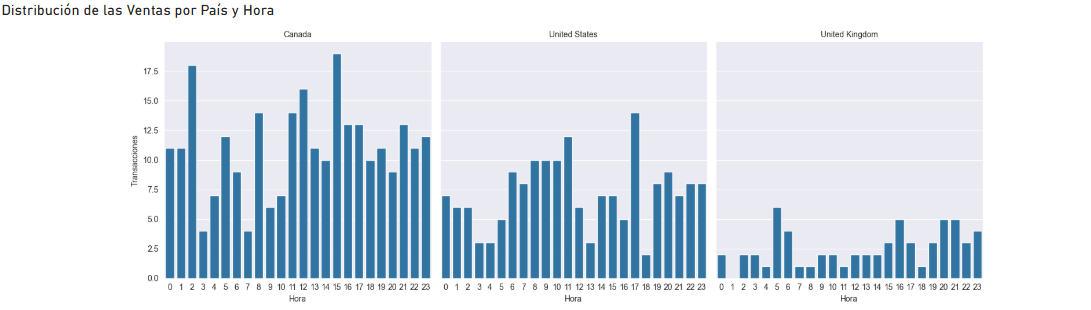 Distribución de las Ventas por País y Hora
Canada
United States
United Kingdom
17.5
15.0
12.5
10.0
7.5
5.0
2.5
0.0
Transacciones
0 1 2 3 4 5 6 7 8 9 10 11 12 13 14 15 16 17 18 19 20 21 22 23
0 1 2 3 4 5 6 7 8 9 10 11 12 13 14 15 16 17 18 19 20 21 22 23
0 1 2 3 4 5 6 7 8 9 10 11 12 13 14 15 16 17 18 19 20 21 22 23
Hora
Hora
Hora